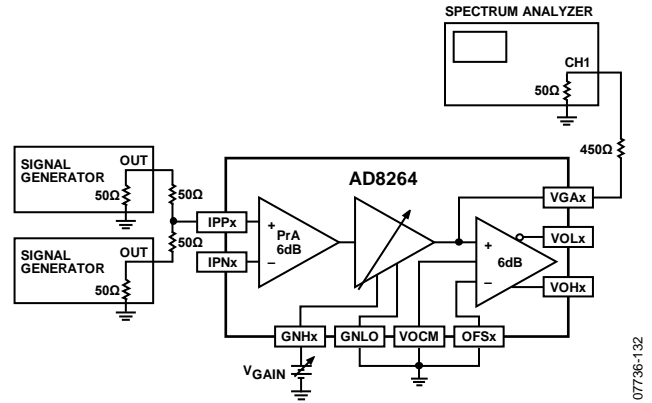 SPECTRUM ANALYZER
CH1
50Ω
450Ω
SIGNAL
GENERATOR
OUT
50Ω
50Ω
50Ω
SIGNAL
GENERATOR
OUT
50Ω
AD8264
IPPx
IPNx
+
PrA
6dB
–
+
6dB
–
VGAx
VOLx
VOHx
GNHx
GNLO
VOCM
OFSx
VGAIN
07736-132